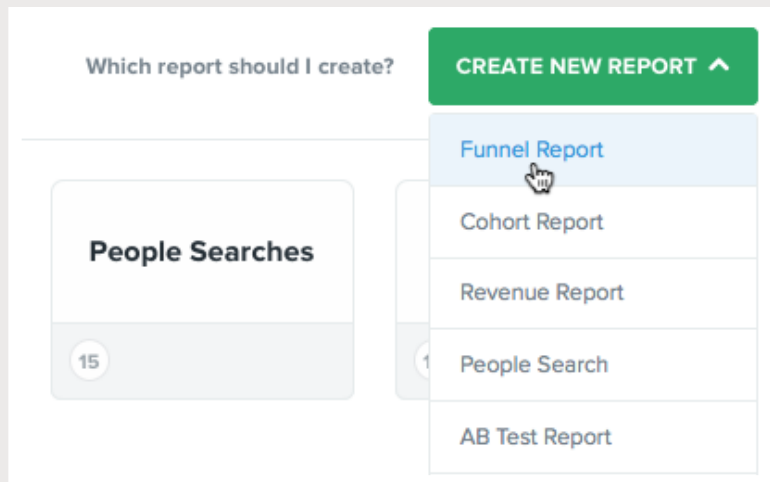 Which report should I create?
CREATE NEW REPORT
Funnel Report
Cohort Report
Revenue Report
People Search
AB Test Report
People Searches
15